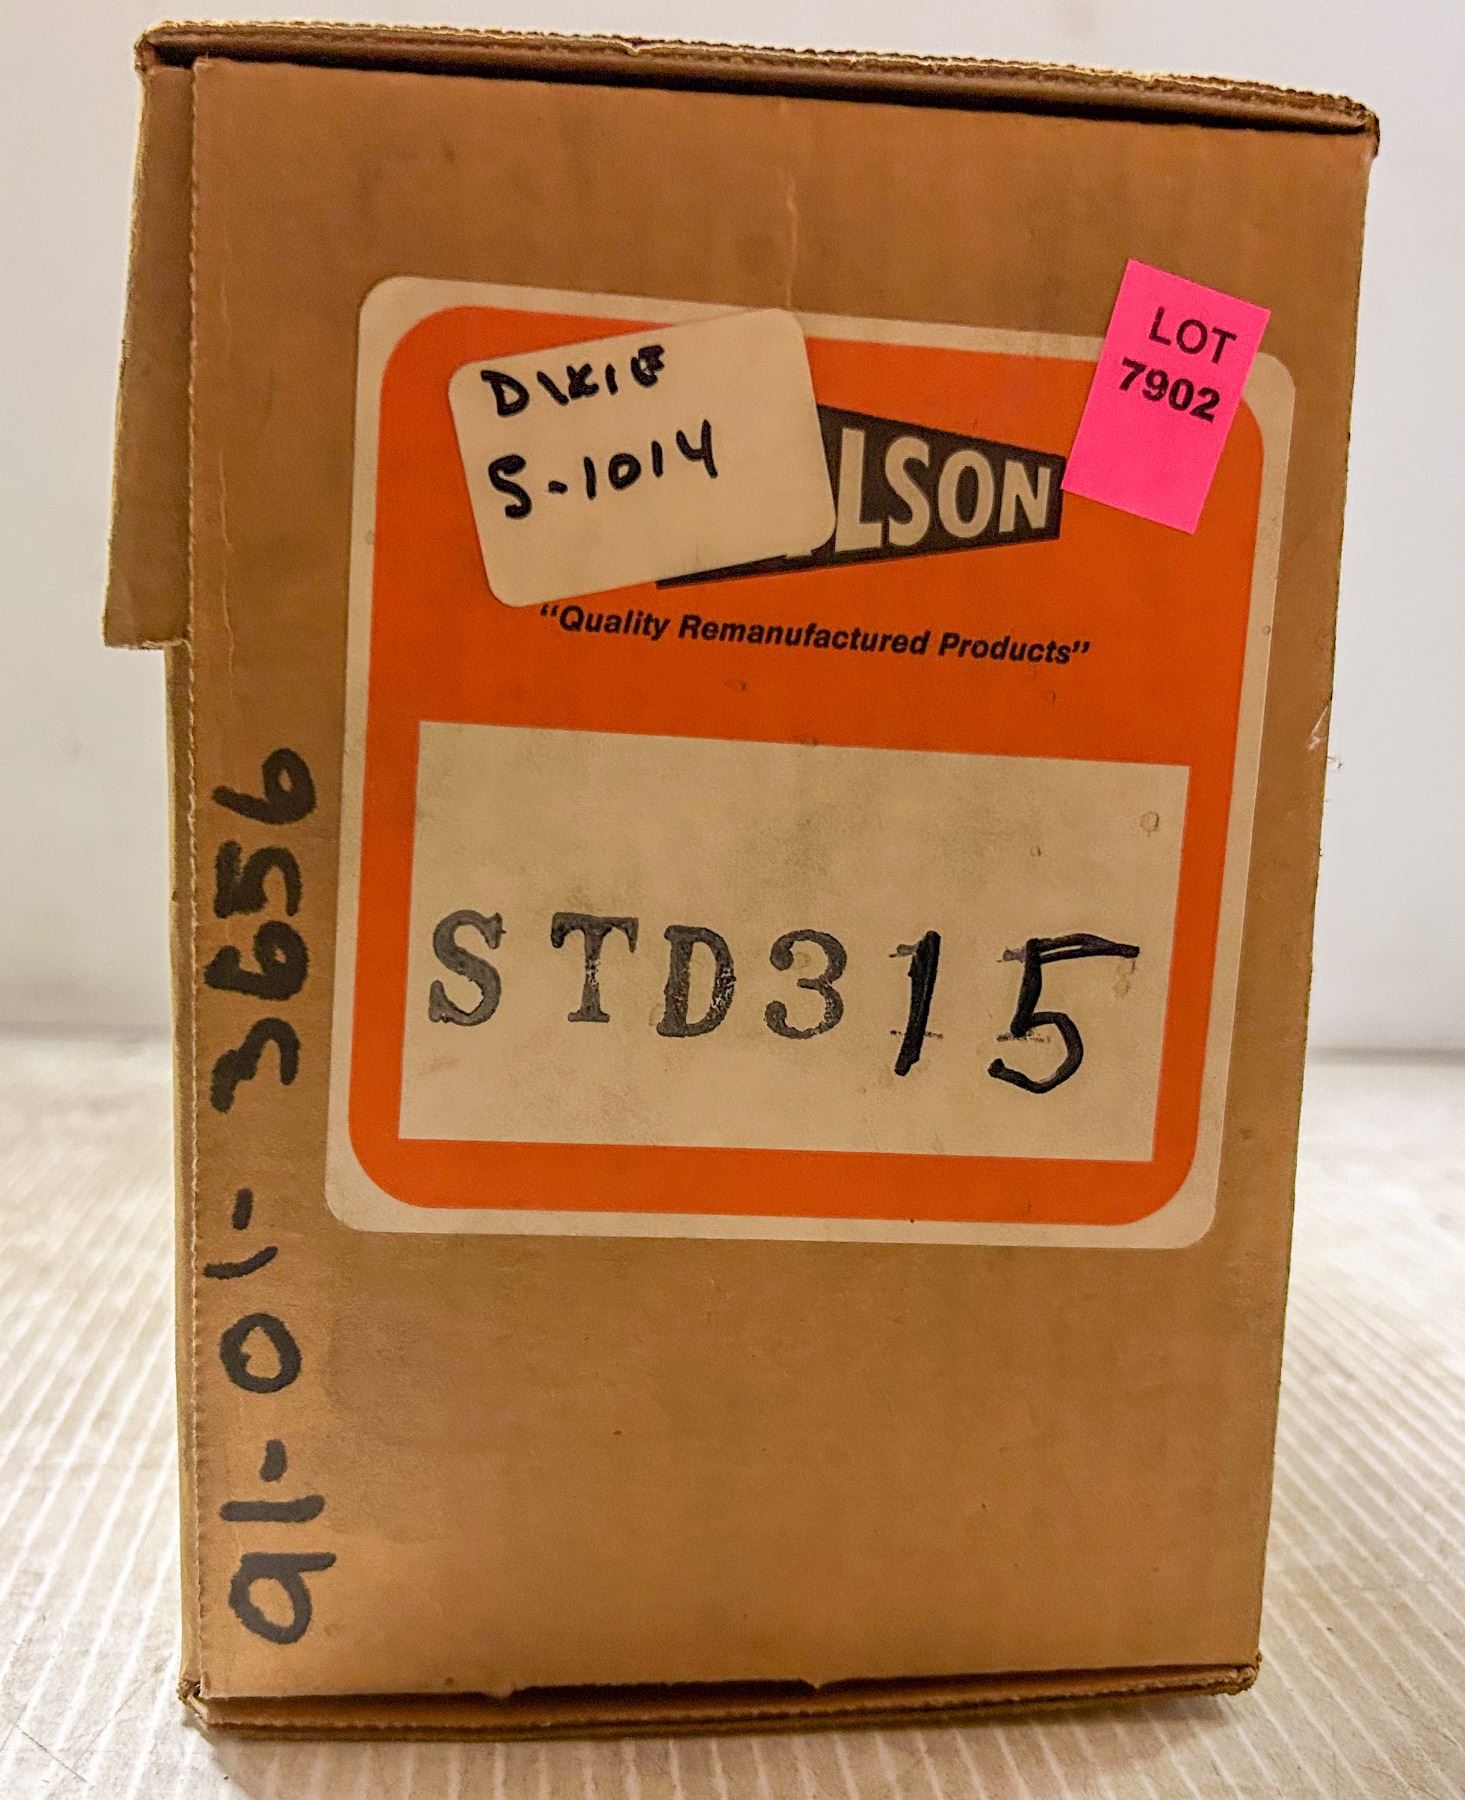 DIXIE
S-1014
LSON
LOT
7902
“Quality Remanufactured Products”
STD315
91-01-3656